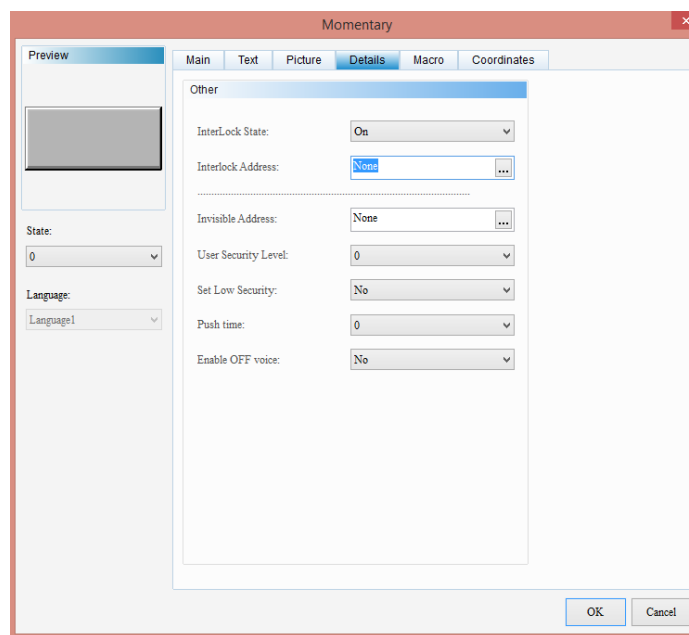 Momentary
Preview
Main Text Picture Details Macro Coordinates
Other
InterLock State: On
Interlock Address: None ...
Invisible Address: None ...
State:
0
User Security Level: 0
Set Low Security: No
Language:
Language1
Push time: 0
Enable OFF voice: No
OK Cancel